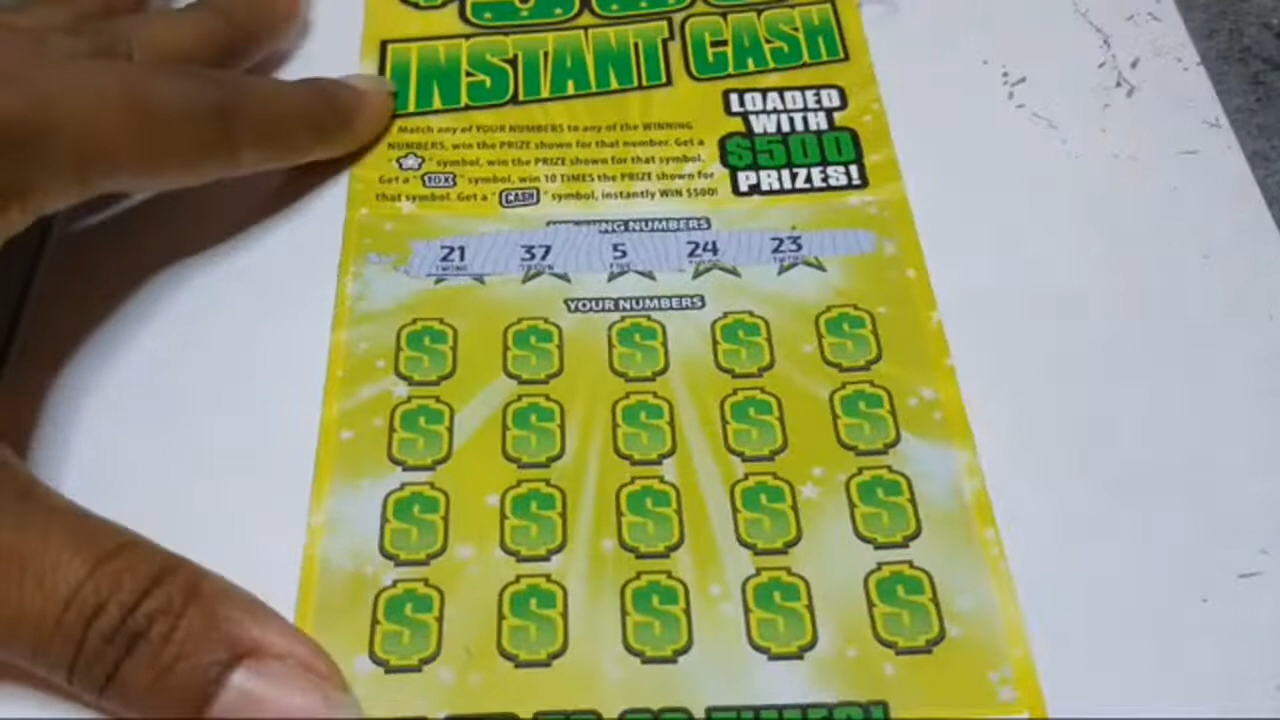 INSTANT CASH
LOADED
WITH
$500
PRIZES!
Match any of YOUR NUMBERS to any of the WINNING
NUMBERS, win the PRIZE shown for that number. Get a
" " symbol, win the PRIZE shown for that symbol.
Get a "10X" symbol, win 10 TIMES the PRIZE shown for
that symbol. Get a "CASH" symbol, instantly WIN $500!
NUMBERS
21 37 5 24 23
YOUR NUMBERS
$ $ $ $ $
$ $ $ $ $
$ $ $ $ $
$ $ $ $ $